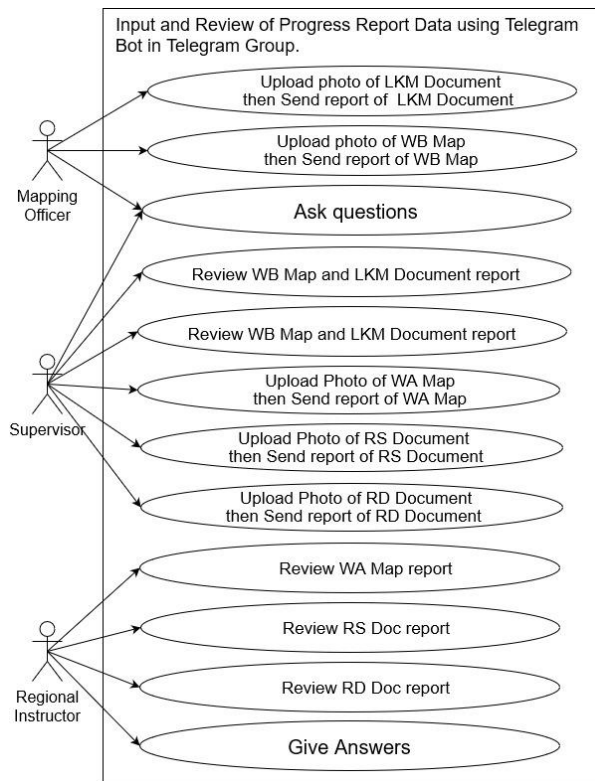 Input and Review of Progress Report Data using Telegram
Bot in Telegram Group.
Upload photo of LKM Document
then Send report of LKM Document
Upload photo of WB Map
then Send report of WB Map
Mapping
Officer
Ask questions
Review WB Map and LKM Document report
Review WB Map and LKM Document report
Upload Photo of WA Map
then Send report of WA Map
Supervisor
Upload Photo of RS Document
then Send report of RS Document
Upload Photo of RD Document
then Send report of RD Document
Review WA Map report
Review RS Doc report
Regional
Instructor
Review RD Doc report
Give Answers